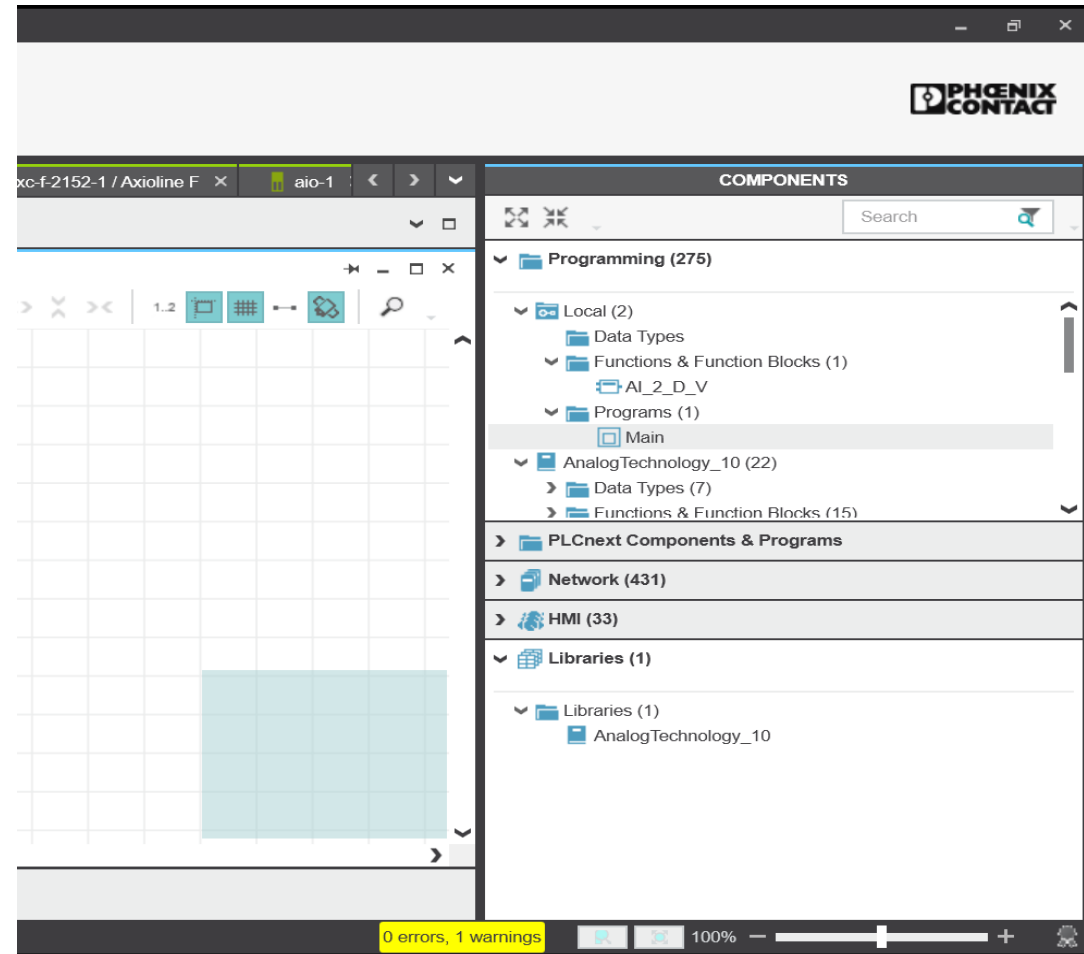 PHŒNIX
CONTACT
xc-f-2152-1 / Axioline F
aio-1
COMPONENTS
Search
Programming (275)
1..2
Local (2)
Data Types
Functions & Function Blocks (1)
AI_2_D_V
Programs (1)
Main
AnalogTechnology_10 (22)
Data Types (7)
Functions & Function Blocks (15)
PLCnext Components & Programs
Network (431)
HMI (33)
Libraries (1)
Libraries (1)
AnalogTechnology_10
0 errors, 1 warnings
100%